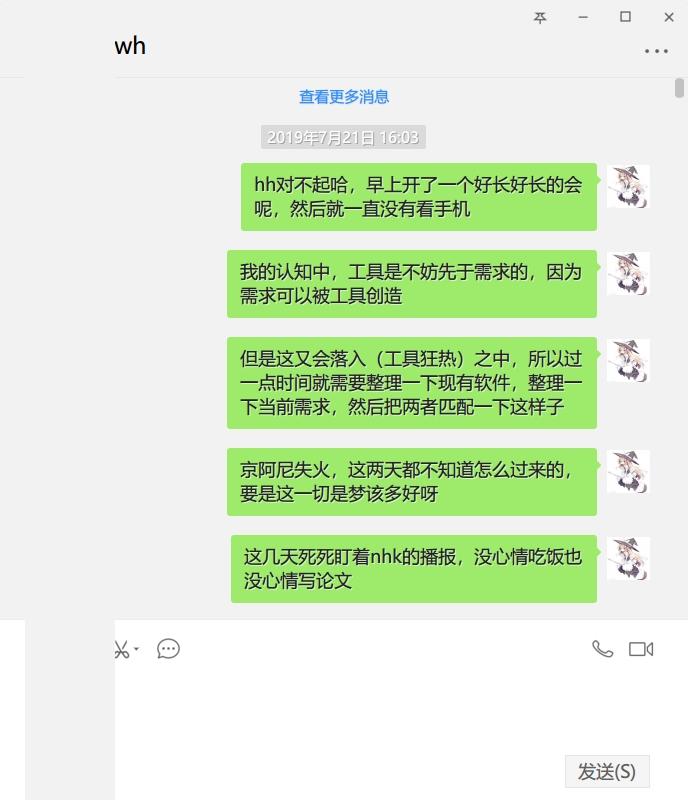 wh
查看更多消息
2019年7月21日 16:03
hh对不起哈，早上开了一个好长好长的会
呢，然后就一直没有看手机
我的认知中，工具是不妨先于需求的，因为
需求可以被工具创造
但是这又会落入（工具狂热）之中，所以过
一点时间就需要整理一下现有软件，整理一
下当前需求，然后把两者匹配一下这样子
京阿尼失火，这两天都不知道怎么过来的，
要是这一切是梦该多好呀
这几天死死盯着nhk的播报，没心情吃饭也
没心情写论文
发送(S)